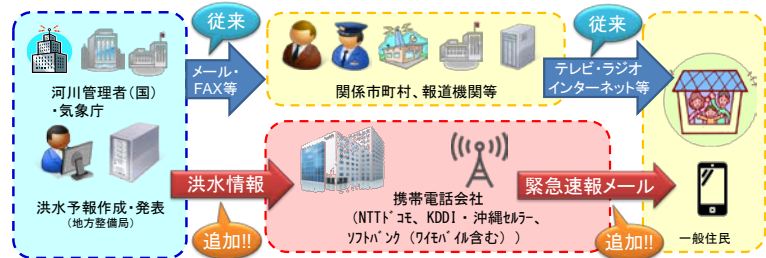 従来
メール・
FAX等
従来
テレビ・ラジオ
インターネット等
河川管理者(国)
・気象庁
関係市町村、報道機関等
洪水予報作成・発表
(地方整備局)
洪水情報
追加!!
携帯電話会社
(NTTﾄﾞｺﾓ、KDDI・沖縄ｾﾙﾗｰ、
ｿﾌﾄﾊﾞﾝｸ(ﾜｲﾓﾊﾞｲﾙ含む))
緊急速報メール
追加!!
一般住民